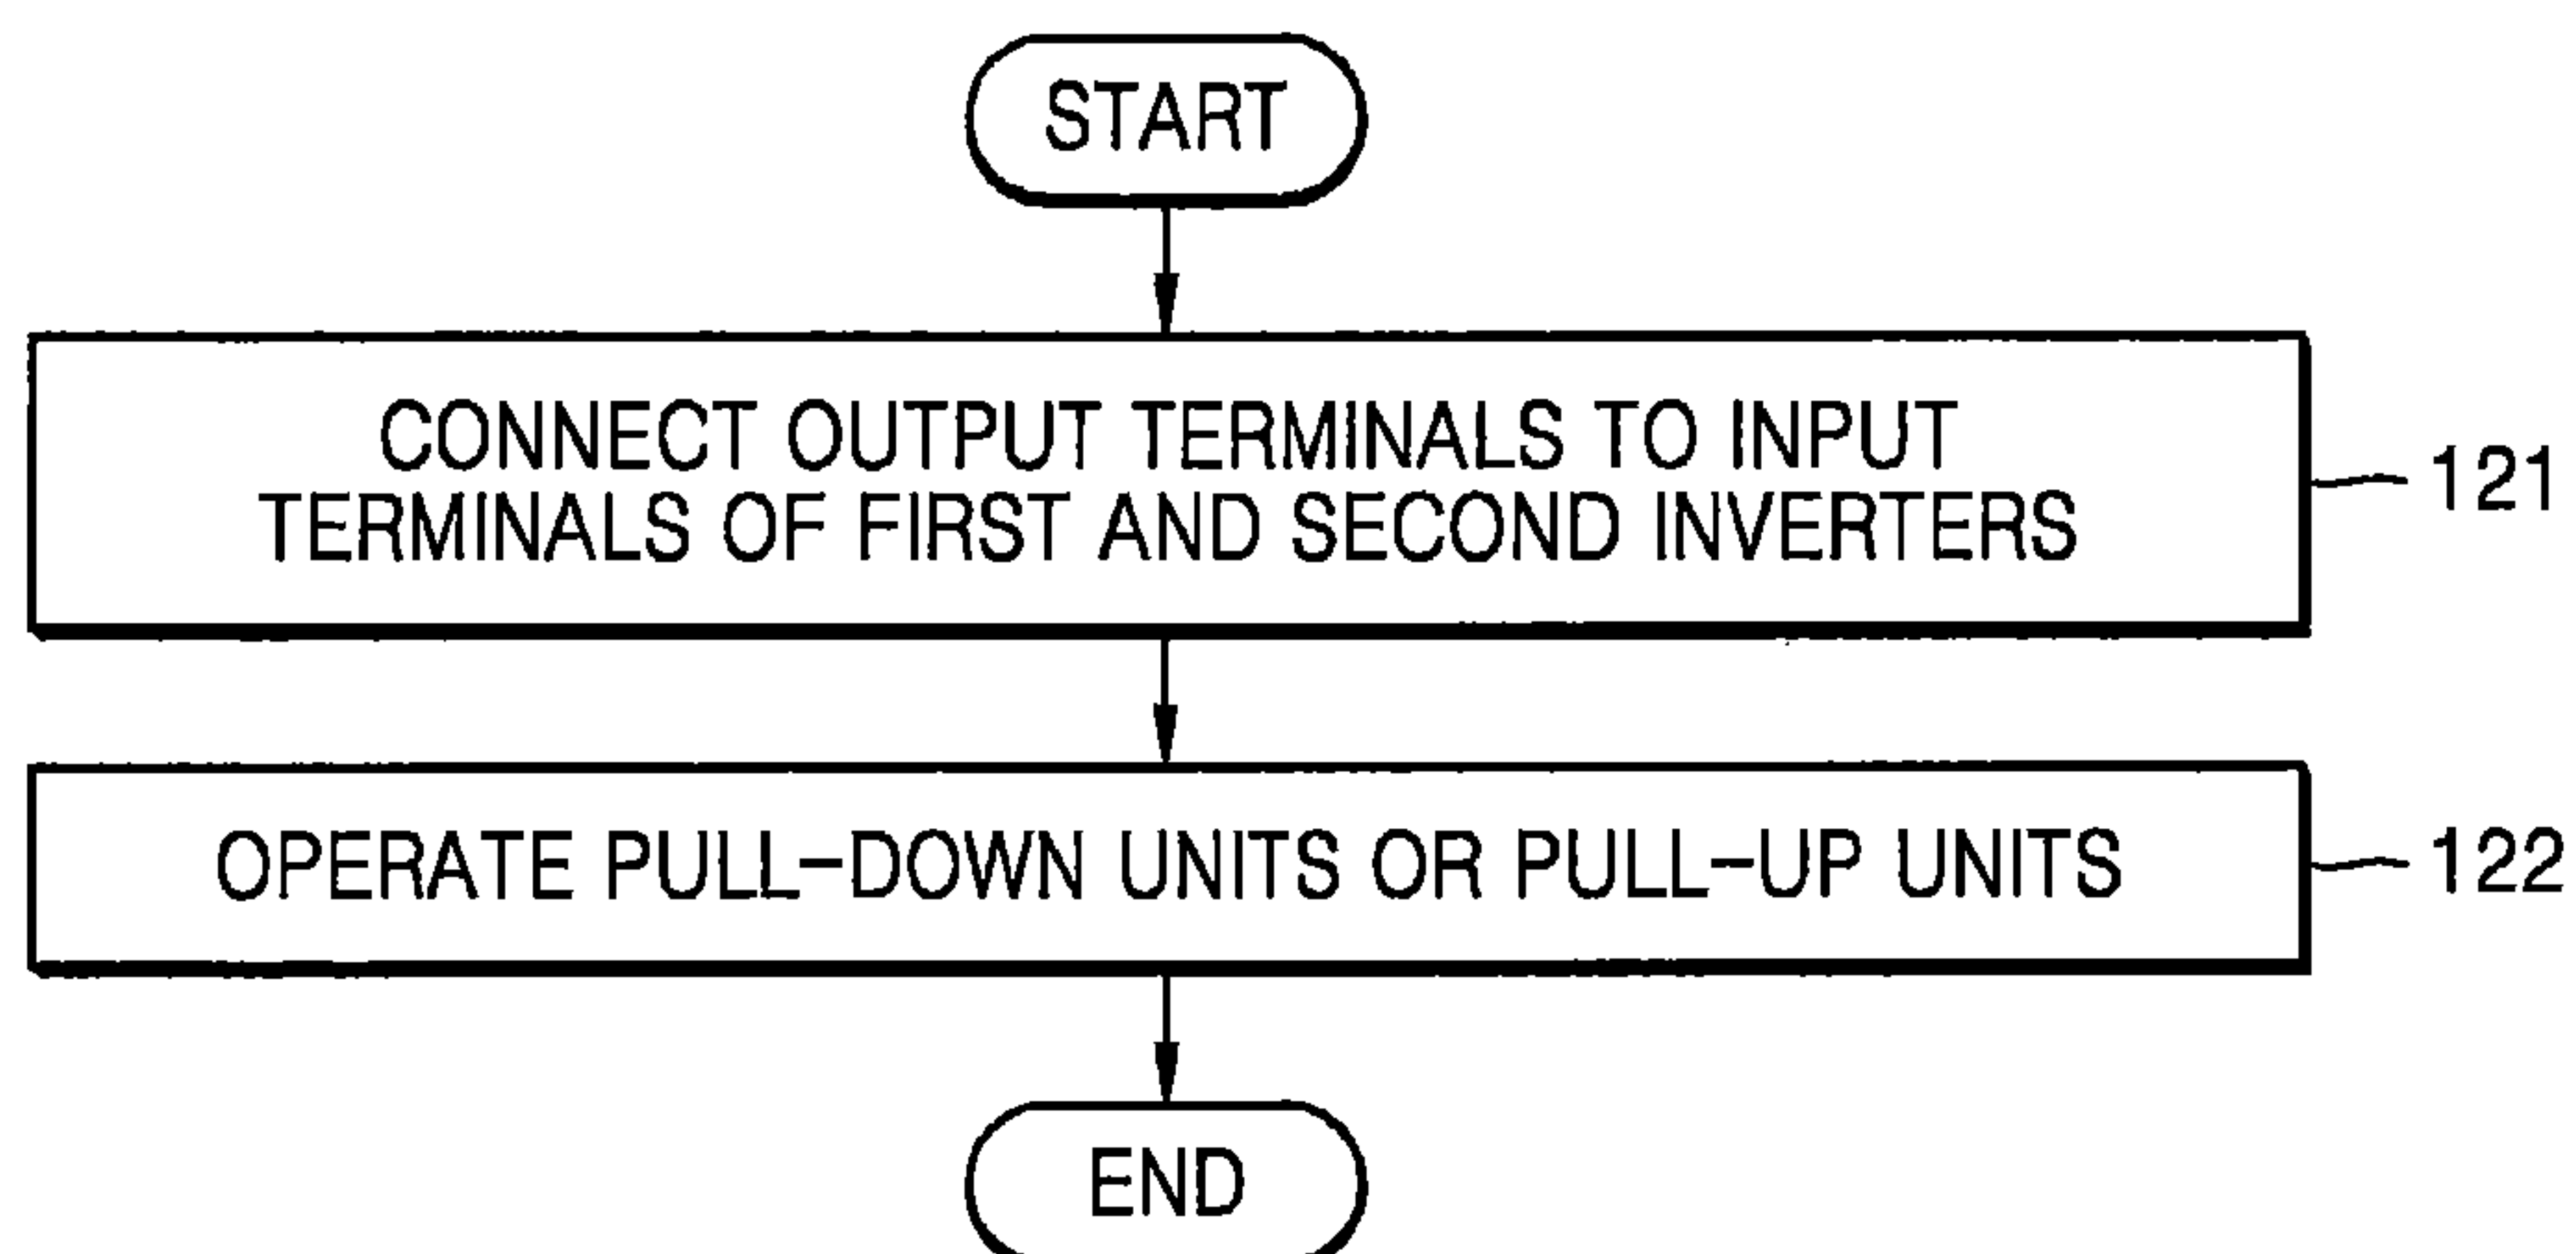 START
CONNECT OUTPUT TERMINALS TO INPUT
TERMINALS OF FIRST AND SECOND INVERTERS
121
OPERATE PULL-DOWN UNITS OR PULL-UP UNITS
122
END